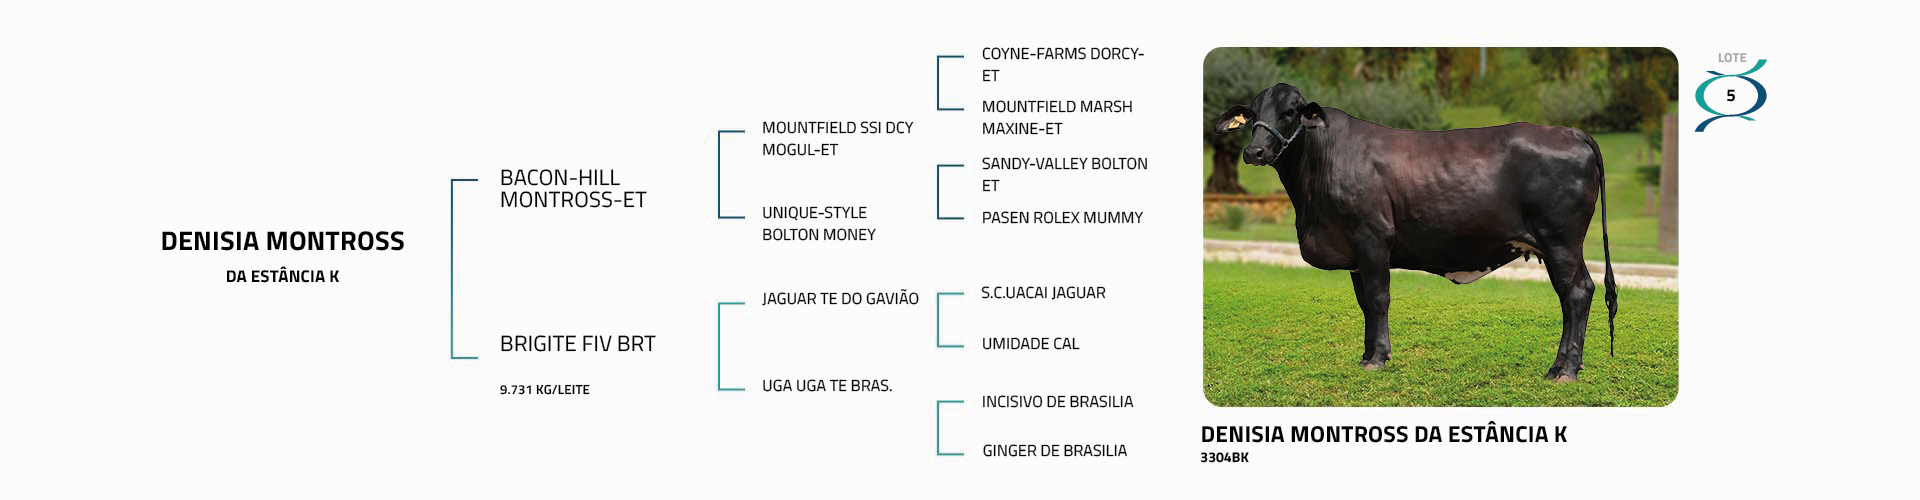 DENISIA MONTROSS
DA ESTÂNCIA K
BACON-HILL
MONTROSS-ET
BRIGITE FIV BRT
9.731 KG/LEITE
MOUNTFIELD SSI DCY
MOGUL-ET
UNIQUE-STYLE
BOLTON MONEY
JAGUAR TE DO GAVIÃO
UGA UGA TE BRAS.
COYNE-FARMS DORCY-
ET
MOUNTFIELD MARSH
MAXINE-ET
SANDY-VALLEY BOLTON
ET
PASEN ROLEX MUMMY
S.C.UACAI JAGUAR
UMIDADE CAL
INCISIVO DE BRASILIA
GINGER DE BRASILIA
LOTE
5
DENISIA MONTROSS DA ESTÂNCIA K
3304BK